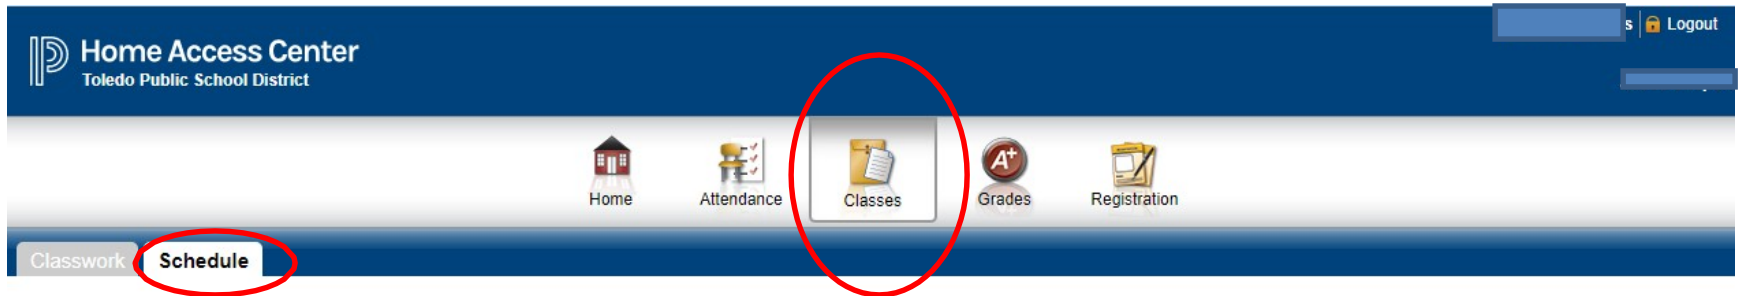 Home Access Center
Toledo Public School District
s Logout
Home Attendance Classes Grades Registration
Classwork Schedule